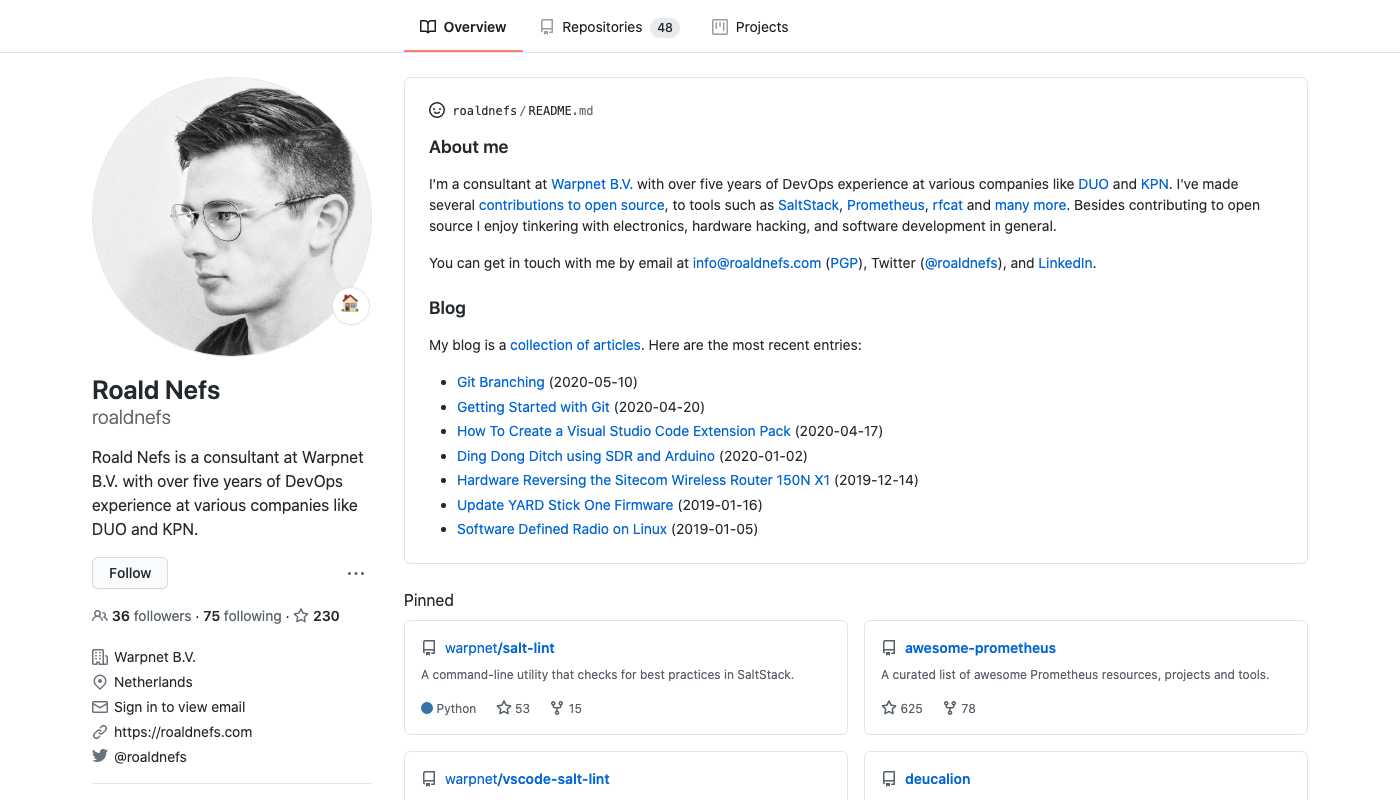 Overview Repositories 48 Projects
roaldnefs/README.md
About me
I'm a consultant at Warpnet B.V. with over five years of DevOps experience at various companies like DUO and KPN. I've made
several contributions to open source, to tools such as SaltStack, Prometheus, rfcat and many more. Besides contributing to open
source I enjoy tinkering with electronics, hardware hacking, and software development in general.
You can get in touch with me by email at info@roaldnefs.com (PGP), Twitter (@roaldnefs), and LinkedIn.
Blog
My blog is a collection of articles. Here are the most recent entries:
Git Branching (2020-05-10)
Getting Started with Git (2020-04-20)
How To Create a Visual Studio Code Extension Pack (2020-04-17)
Ding Dong Ditch using SDR and Arduino (2020-01-02)
Hardware Reversing the Sitecom Wireless Router 150N X1 (2019-12-14)
Update YARD Stick One Firmware (2019-01-16)
Software Defined Radio on Linux (2019-01-05)
Roald Nefs
roaldnefs
Roald Nefs is a consultant at Warpnet
B.V. with over five years of DevOps
experience at various companies like
DUO and KPN.
Follow
36 followers · 75 following · 230
Warpnet B.V.
Netherlands
Sign in to view email
https://roaldnefs.com
@roaldnefs
Pinned
warpnet/salt-lint
A command-line utility that checks for best practices in SaltStack.
Python 53 15
awesome-prometheus
A curated list of awesome Prometheus resources, projects and tools.
625 78
warpnet/vscode-salt-lint
deucalion